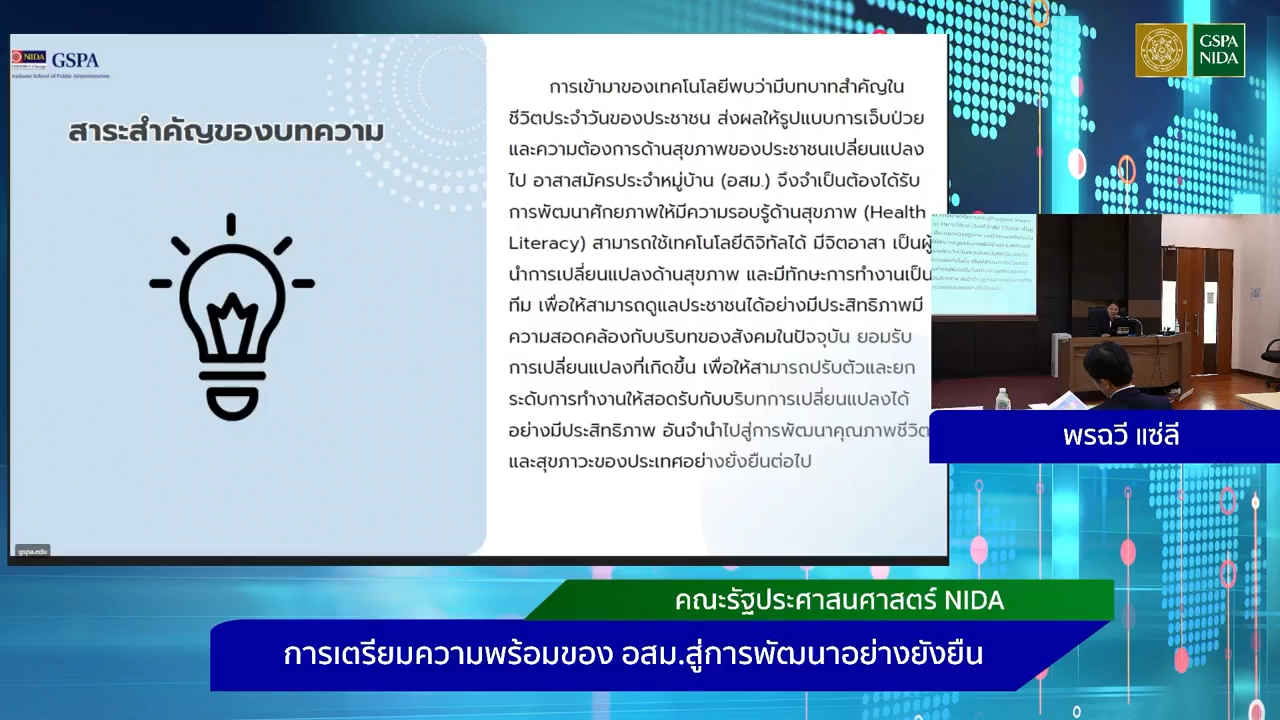 NIDA GSPA
GSPA
NIDA
สาระสำคัญของบทความ
การเข้ามาของเทคโนโลยีพบว่ามีบทบาทสำคัญใน
ชีวิตประจำวันของประชาชน ส่งผลให้รูปแบบการเจ็บป่วย
และความต้องการด้านสุขภาพของประชาชนเปลี่ยนแปลง
ไป อาสาสมัครประจำหมู่บ้าน (อสม.) จึงจำเป็นต้องได้รับ
การพัฒนาศักยภาพให้มีความรอบรู้ด้านสุขภาพ (Health
Literacy) สามารถใช้เทคโนโลยีดิจิทัลได้ มีจิตอาสา เป็นผู้
นำการเปลี่ยนแปลงด้านสุขภาพ และมีทักษะการทำงานเป็น
ทีม เพื่อให้สามารถดูแลประชาชนได้อย่างมีประสิทธิภาพมี
ความสอดคล้องกับบริบทของสังคมในปัจจุบัน ยอมรับ
การเปลี่ยนแปลงที่เกิดขึ้น เพื่อให้สามารถปรับตัวและยก
ระดับการทำงานให้สอดรับกับบริบทการเปลี่ยนแปลงได้
อย่างมีประสิทธิภาพ อันจำนำไปสู่การพัฒนาคุณภาพชีวิต
และสุขภาวะของประเทศอย่างยั่งยืนต่อไป
gspa.edu
พรฉวี แซ่ลี
คณะรัฐประศาสนศาสตร์ NIDA
การเตรียมความพร้อมของ อสม.สู่การพัฒนาอย่างยังยืน